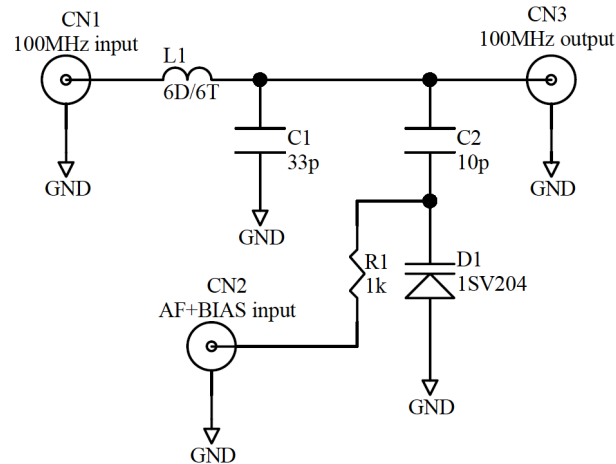 CN1
100MHz input
L1
6D/6T
CN3
100MHz output
C1
33p
C2
10p
GND
GND
GND
R1
1k
D1
1SV204
CN2
AF+BIAS input
GND
GND